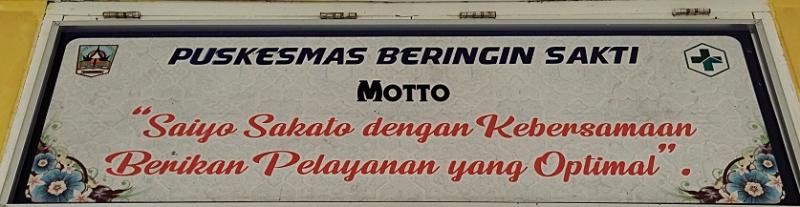 PUSKESMAS BERINGIN SAKTI
MOTTO
“Saiyo Sakato dengan Kebersamaan
Berikan Pelayanan yang Optimal”.